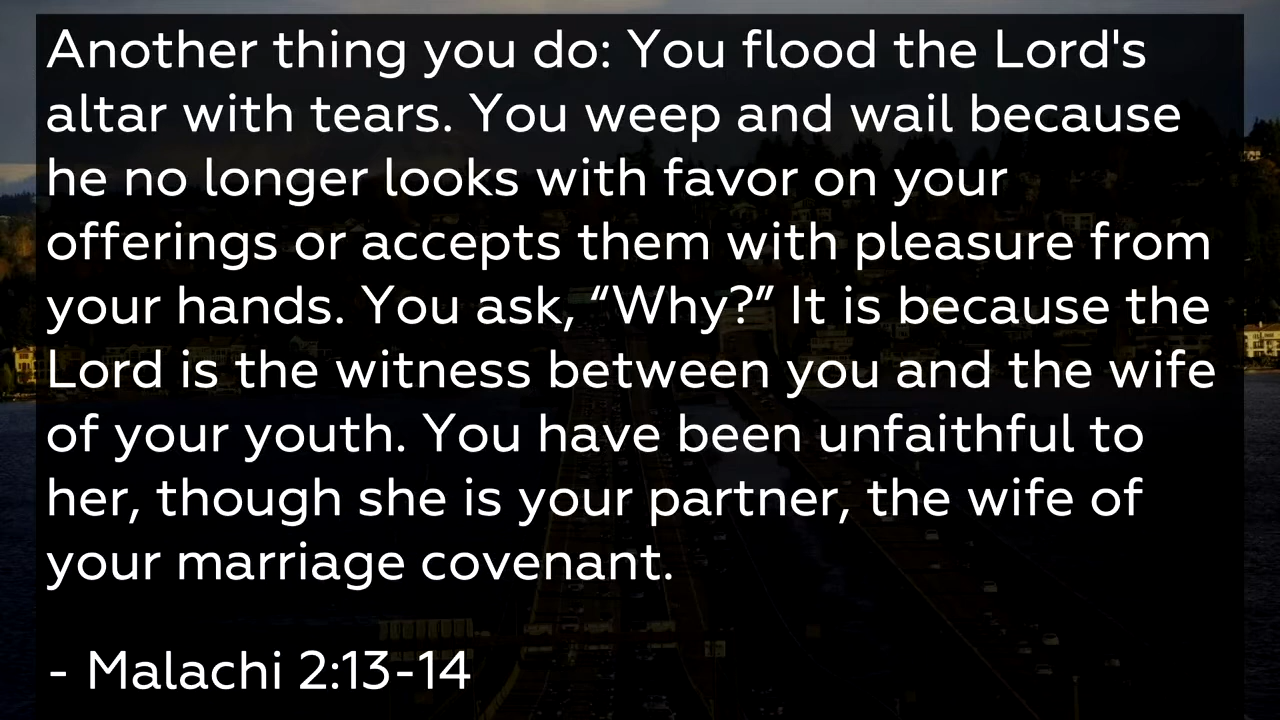 Another thing you do: You flood the Lord's
altar with tears. You weep and wail because
he no longer looks with favor on your
offerings or accepts them with pleasure from
your hands. You ask, “Why?” It is because the
Lord is the witness between you and the wife
of your youth. You have been unfaithful to
her, though she is your partner, the wife of
your marriage covenant.
- Malachi 2:13-14